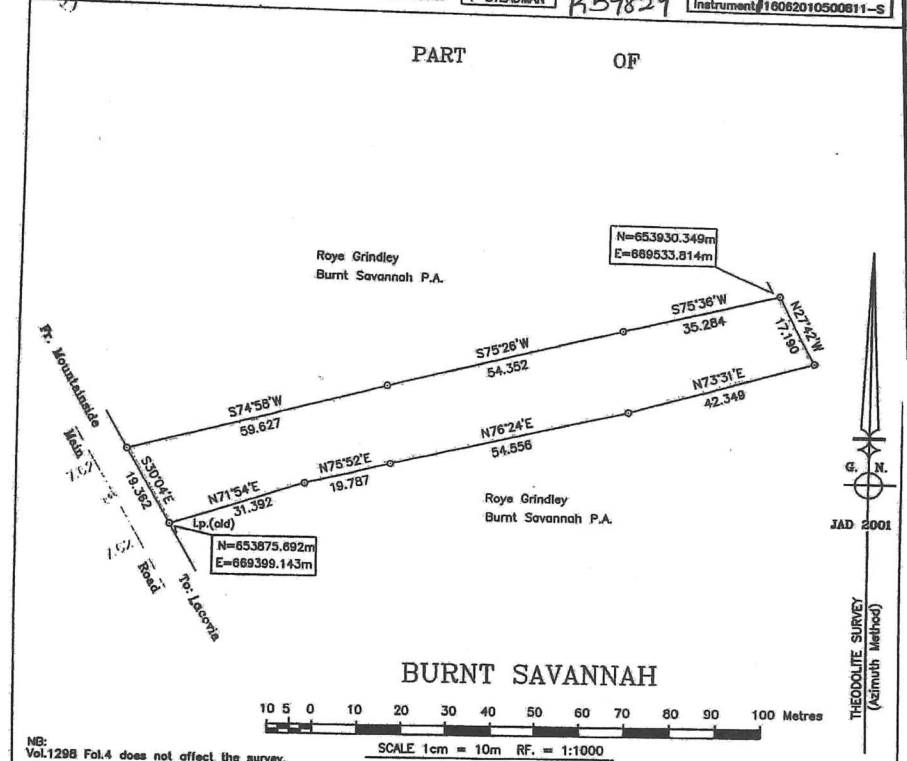 R59829
Instrument#16062010500611-S
PART OF
N=653930.349m
E=669533.814m
Roye Grindley
Burnt Savannah P.A.
S75°36'W
35.284
N27°42'W
17.190
S75°26'W
54.352
N73°31'E
42.349
S74°58'W
59.627
N76°24'E
54.556
Fr. Mountainside
Main
7.62
S30°04'E
19.362
N75°52'E
19.787
N71°54'E
31.392
G. N.
Roye Grindley
Burnt Savannah P.A.
JAD 2001
i.p.(old)
N=653875.692m
E=669399.143m
Road
To: Lacovia
THEODOLITE SURVEY
(Azimuth Method)
BURNT SAVANNAH
10 5 0 10 20 30 40 50 60 70 80 90 100 Metres
SCALE 1cm = 10m RF. = 1:1000
NB:
Vol.1298 Fol.4 does not affect the survey.